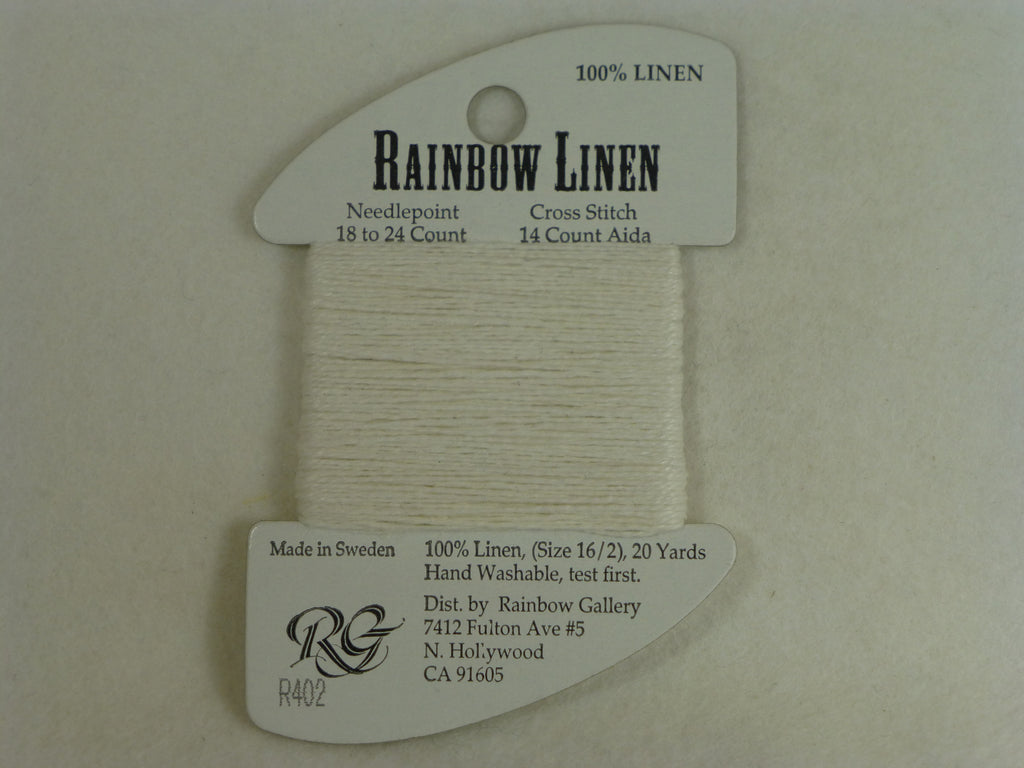 100% LINEN
RAINBOW LINEN
Needlepoint Cross Stitch
18 to 24 Count 14 Count Aida
Made in Sweden
100% Linen, (Size 16/2), 20 Yards
Hand Washable, test first.
Dist. by Rainbow Gallery
7412 Fulton Ave #5
N. Hollywood
CA 91605
RG
R402